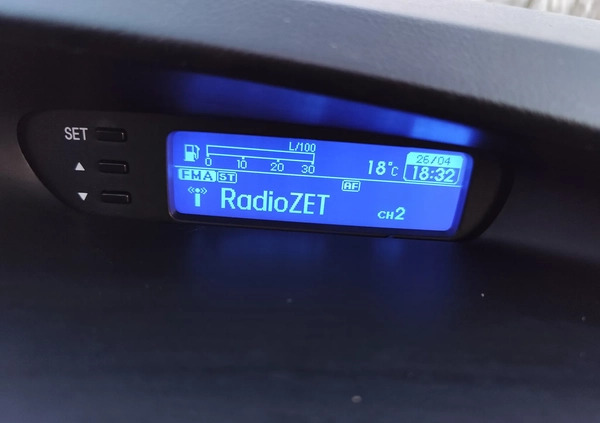 SET
▲
▼
L/100
0 10 20 30
18°C
26/04
18:32
FMA ST
AF
RadioZET
CH2